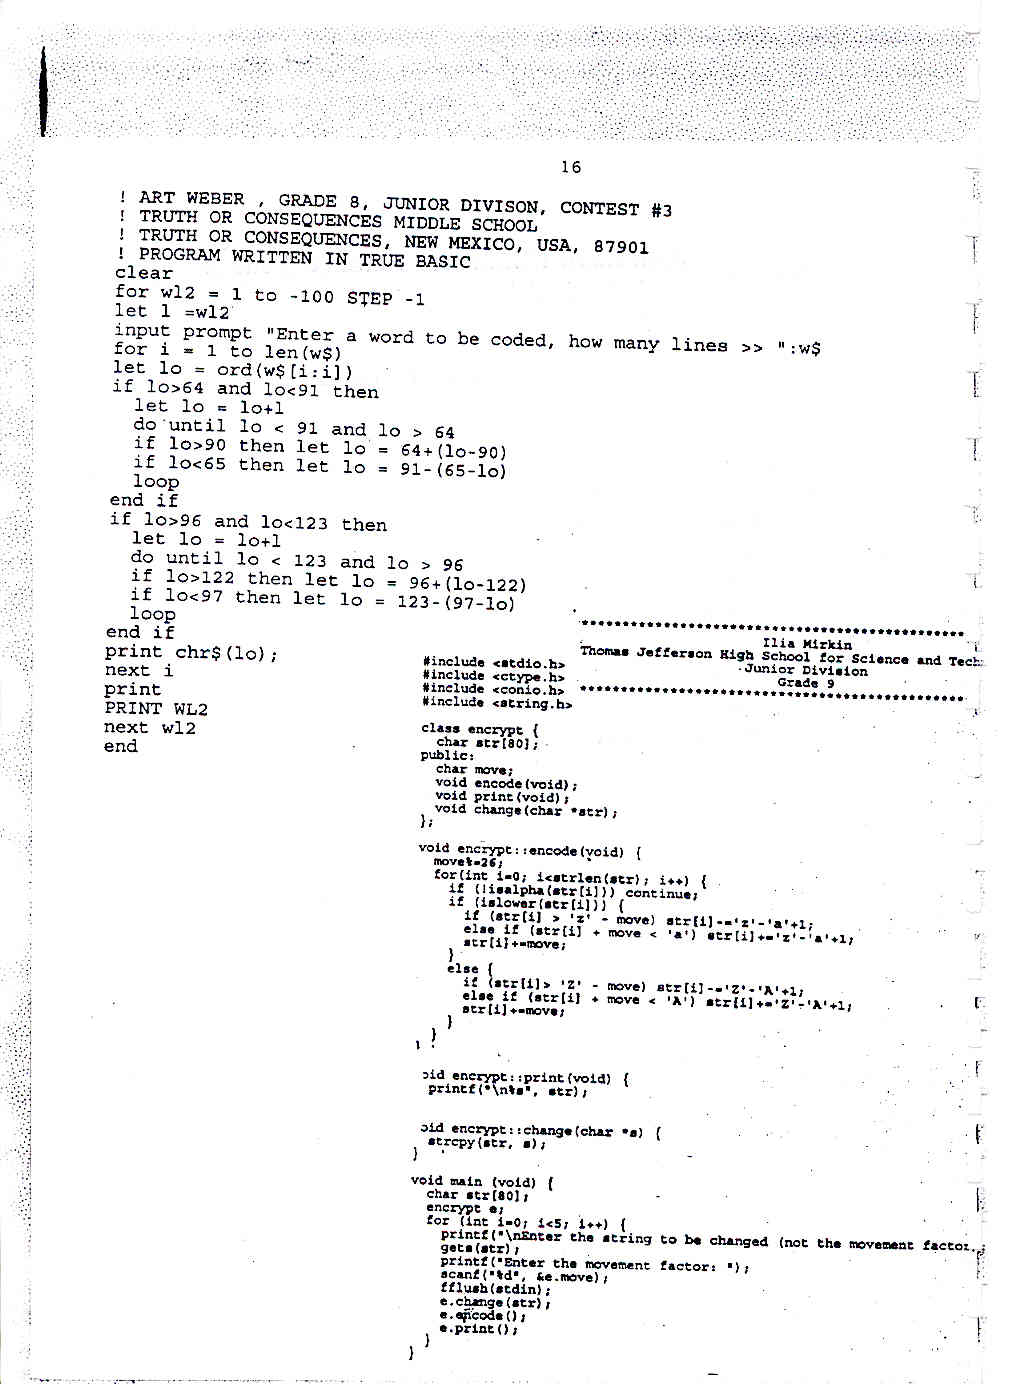 16
! ART WEBER , GRADE 8, JUNIOR DIVISON, CONTEST #3
! TRUTH OR CONSEQUENCES MIDDLE SCHOOL
! TRUTH OR CONSEQUENCES, NEW MEXICO, USA, 87901
! PROGRAM WRITTEN IN TRUE BASIC
clear
for wl2 = 1 to -100 STEP -1
let l =wl2
input prompt "Enter a word to be coded, how many lines >> ":w$
for i = 1 to len(w$)
let lo = ord(w$[i:i])
if lo>64 and lo<91 then
let lo = lo+l
do until lo < 91 and lo > 64
if lo>90 then let lo = 64+(lo-90)
if lo<65 then let lo = 91-(65-lo)
loop
end if
if lo>96 and lo<123 then
let lo = lo+l
do until lo < 123 and lo > 96
if lo>122 then let lo = 96+(lo-122)
if lo<97 then let lo = 123-(97-lo)
loop
end if
print chr$(lo);
next i
print
PRINT WL2
next wl2
end
***********************************************
Ilia Mirkin
Thomas Jefferson High School for Science and Tech
Junior Division
Grade 9
***********************************************
#include <stdio.h>
#include <ctype.h>
#include <conio.h>
#include <string.h>
class encrypt {
char str[80];
public:
char move;
void encode(void);
void print(void);
void change(char *str);
};
void encrypt::encode(void) {
move%=26;
for(int i=0; i<strlen(str); i++) {
if (!isalpha(str[i])) continue;
if (islower(str[i])) {
if (str[i] > 'z' - move) str[i]-='z'-'a'+1;
else if (str[i] + move < 'a') str[i]+='z'-'a'+1;
str[i]+=move;
}
else {
if (str[i]> 'Z' - move) str[i]-='Z'-'A'+1;
else if (str[i] + move < 'A') str[i]+='Z'-'A'+1;
str[i]+=move;
}
}
oid encrypt::print(void) {
printf("\n%s", str);
oid encrypt::change(char *s) {
strcpy(str, s);
}
void main (void) {
char str[80];
encrypt e;
for (int i=0; i<5; i++) {
printf("\nEnter the string to be changed (not the movement factor.
gets(str);
printf("Enter the movement factor: ");
scanf("%d", &e.move);
fflush(stdin);
e.change(str);
e.encode();
e.print();
}
}